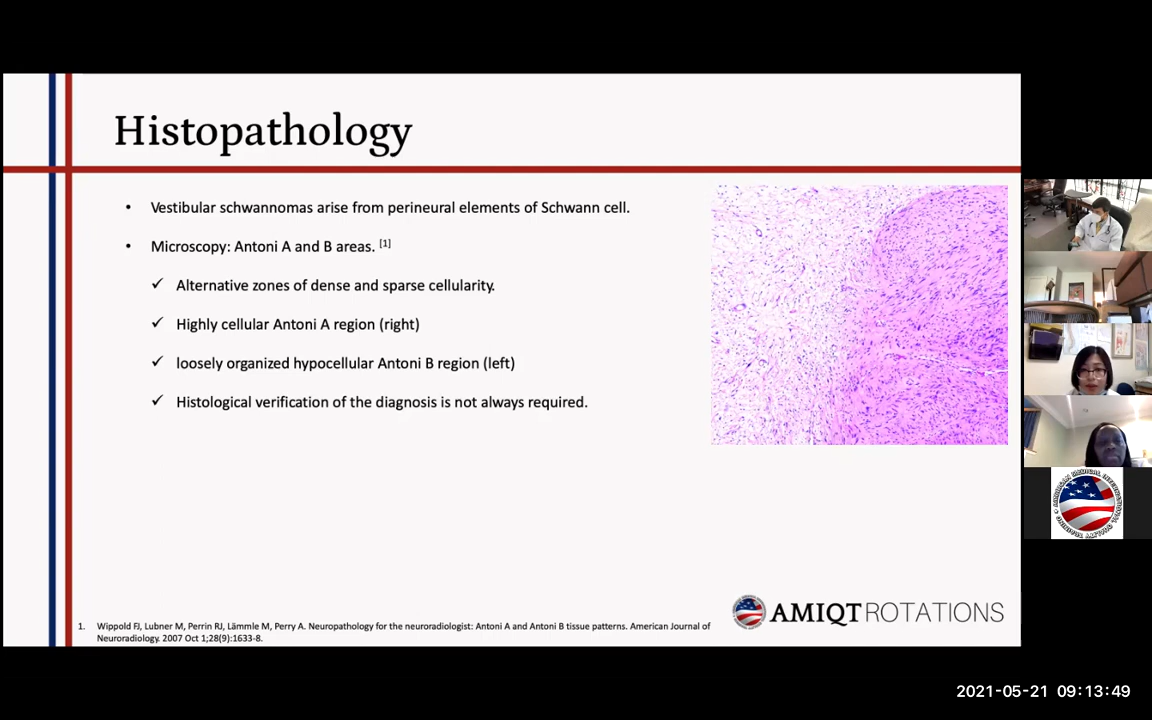 Histopathology
• Vestibular schwannomas arise from perineural elements of Schwann cell.
• Microscopy: Antoni A and B areas. [1]
✓ Alternative zones of dense and sparse cellularity.
✓ Highly cellular Antoni A region (right)
✓ loosely organized hypocellular Antoni B region (left)
✓ Histological verification of the diagnosis is not always required.
AMIQT ROTATIONS
1. Wippold FJ, Lubner M, Perrin RJ, Lämmle M, Perry A. Neuropathology for the neuroradiologist: Antoni A and Antoni B tissue patterns. American Journal of
Neuroradiology. 2007 Oct 1;28(9):1633-8.
2021-05-21 09:13:49